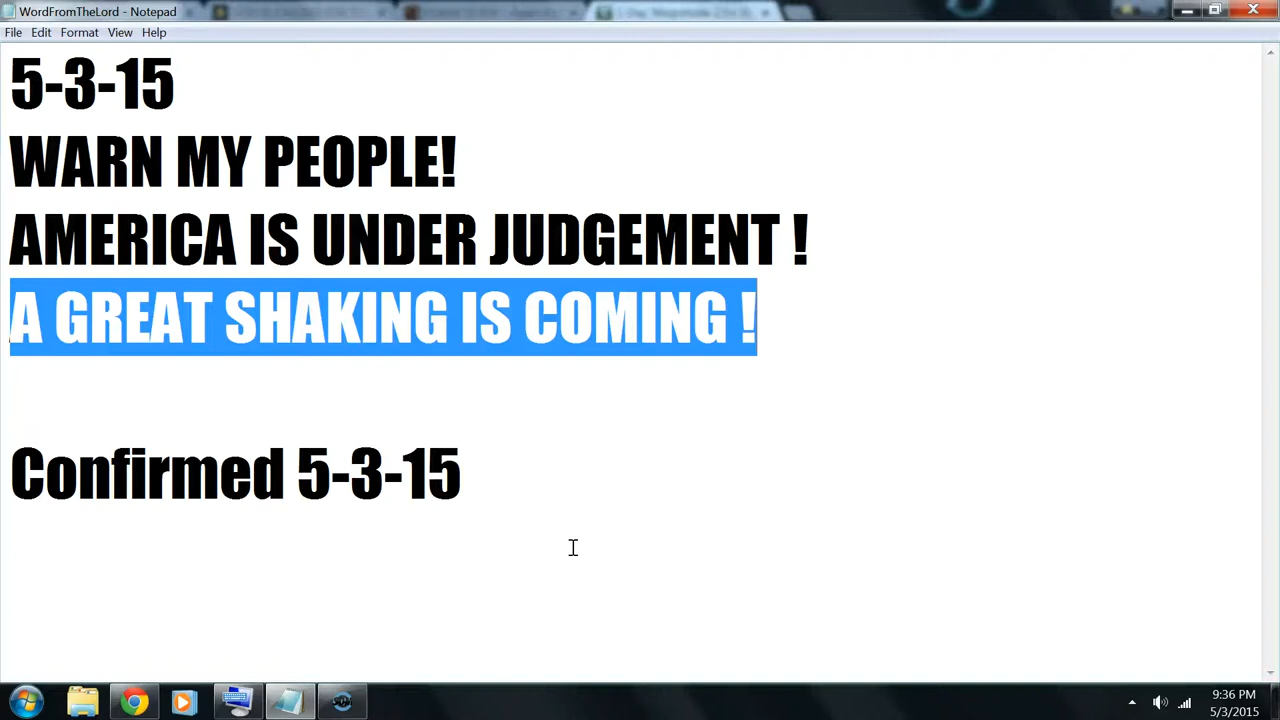 WordFromTheLord - Notepad
File Edit Format View Help
5-3-15
WARN MY PEOPLE!
AMERICA IS UNDER JUDGEMENT !
A GREAT SHAKING IS COMING !
Confirmed 5-3-15
9:36 PM
5/3/2015